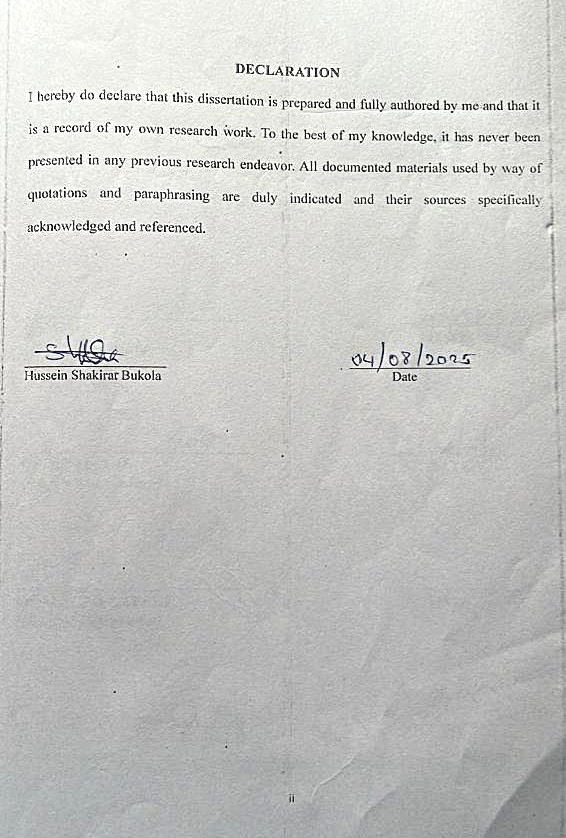 DECLARATION
I hereby do declare that this dissertation is prepared and fully authored by me and that it
is a record of my own research work. To the best of my knowledge, it has never been
presented in any previous research endeavor. All documented materials used by way of
quotations and paraphrasing are duly indicated and their sources specifically
acknowledged and referenced.
04/08/2025
Hussein Shakirat Bukola
Date
ii